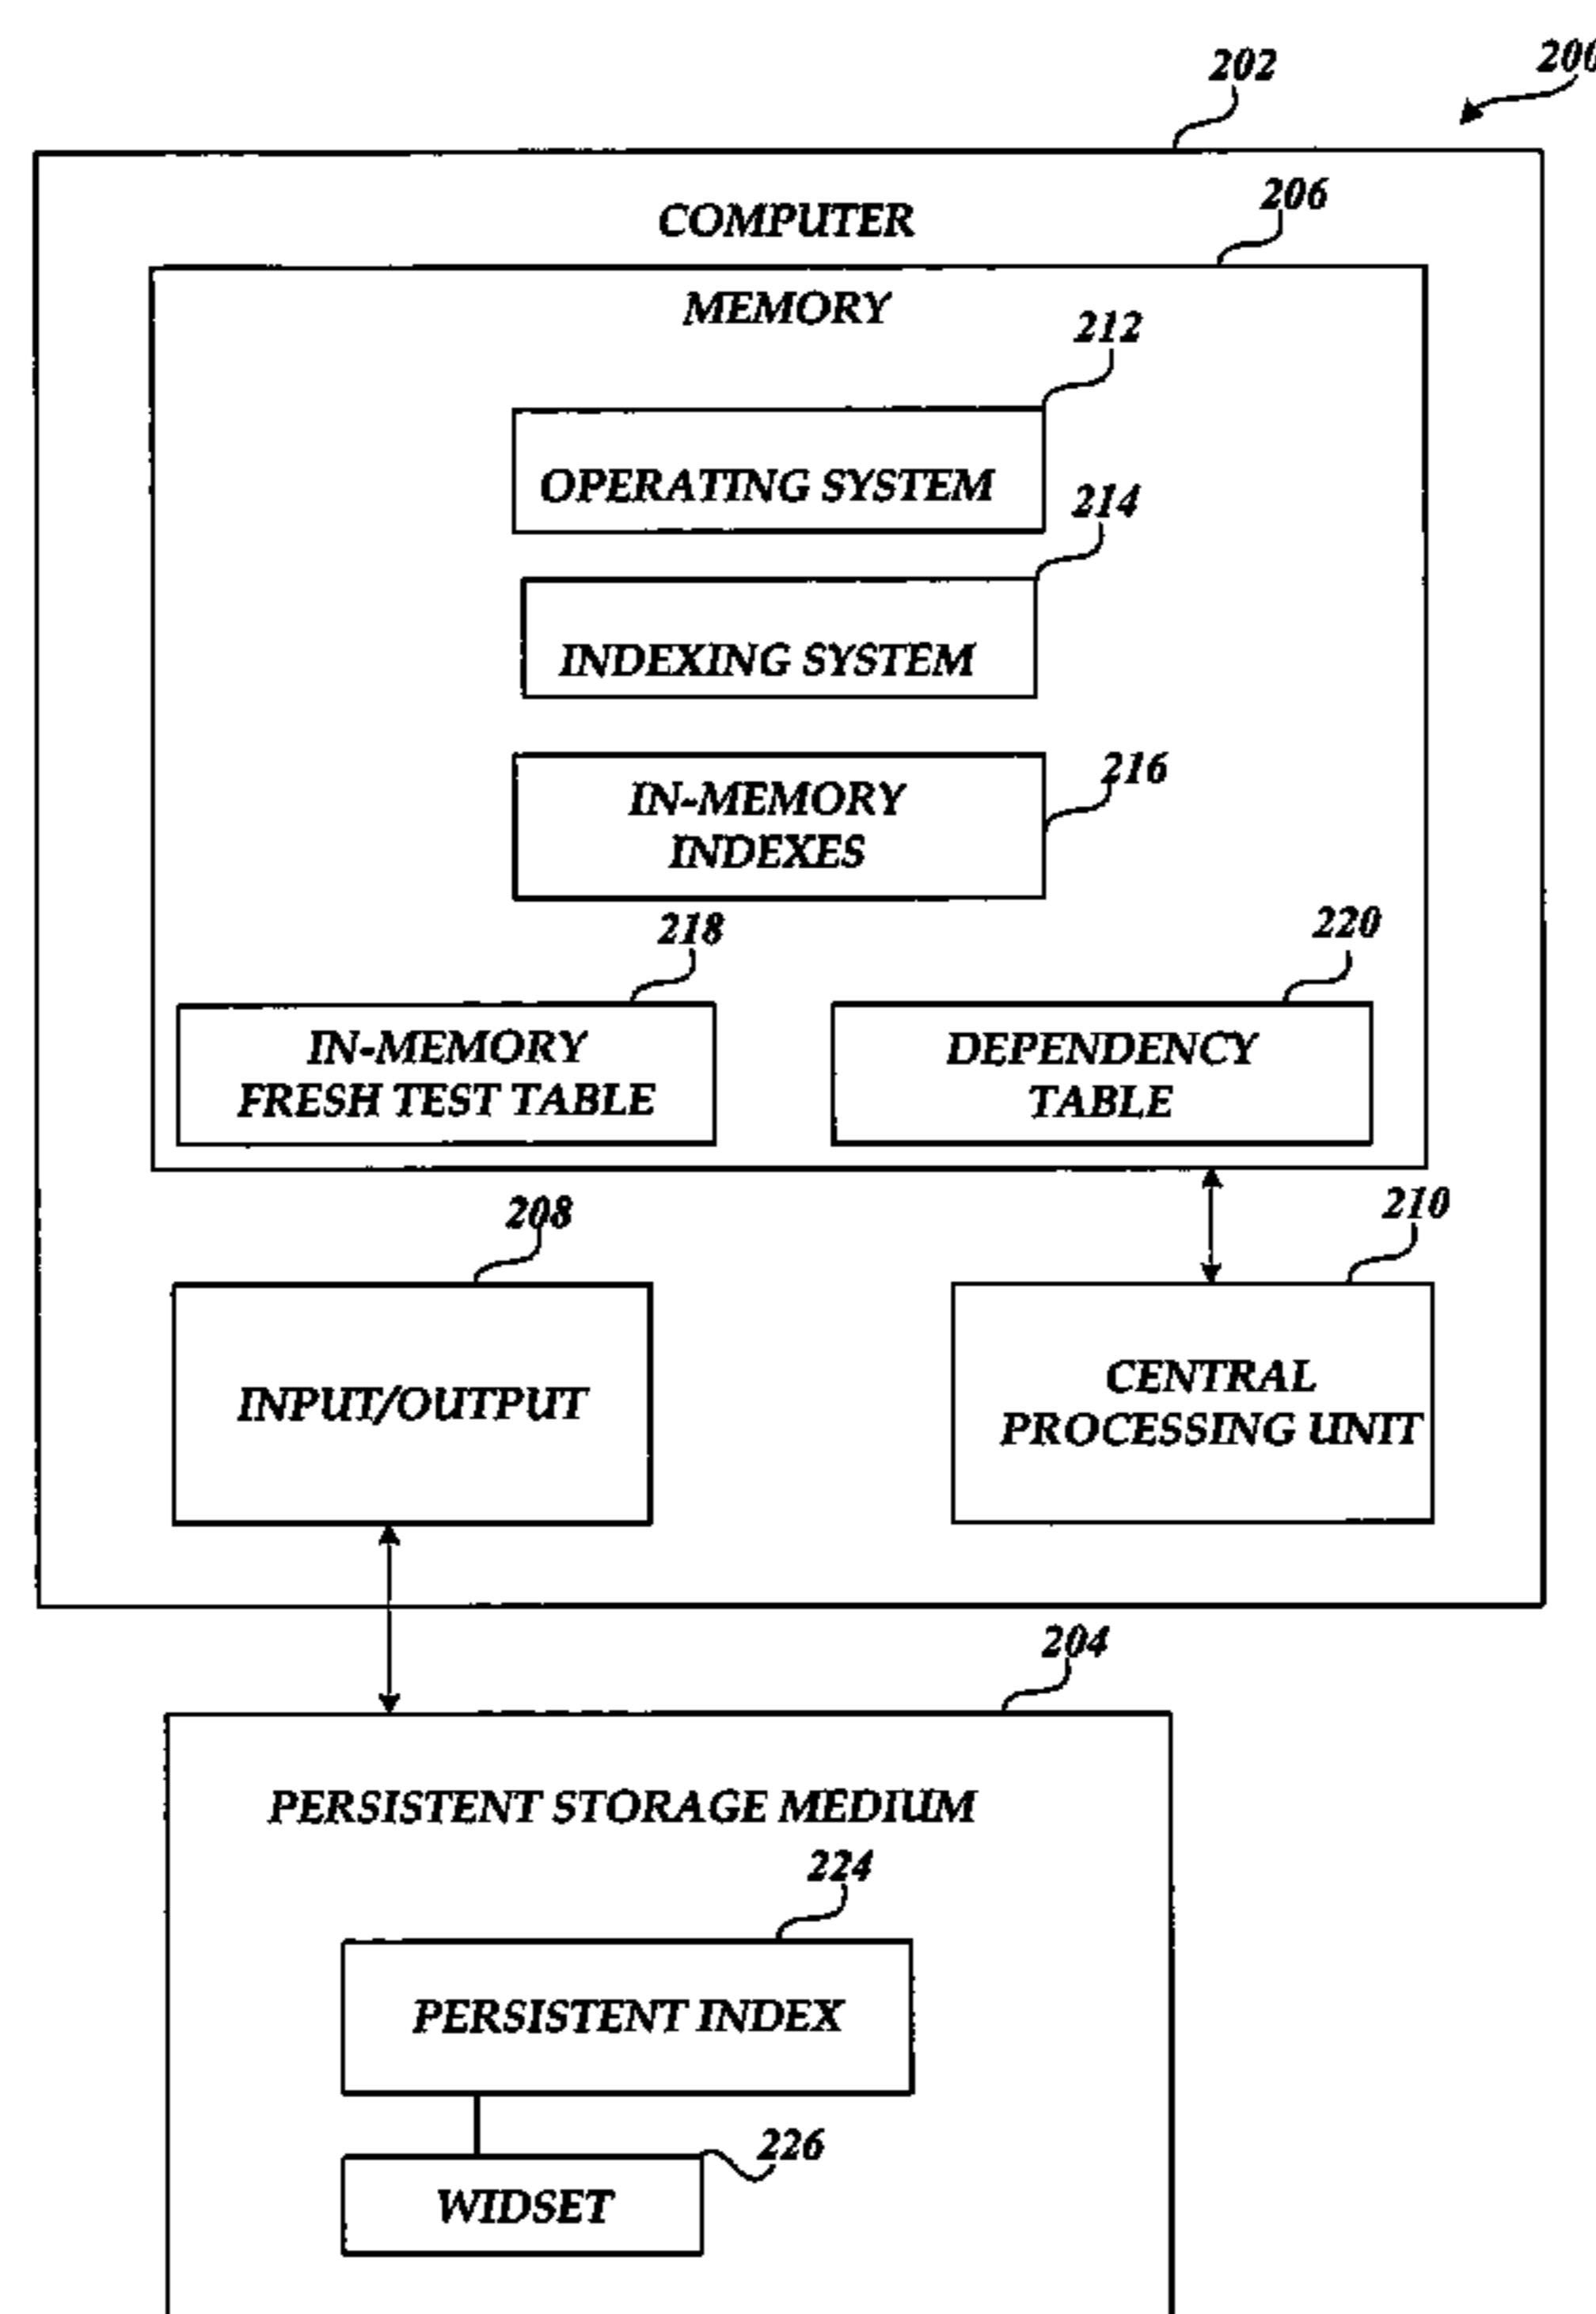 200
202
COMPUTER
206
MEMORY
212
OPERATING SYSTEM
214
INDEXING SYSTEM
216
IN-MEMORY
INDEXES
218
IN-MEMORY
FRESH TEST TABLE
220
DEPENDENCY
TABLE
208
INPUT/OUTPUT
210
CENTRAL
PROCESSING UNIT
204
PERSISTENT STORAGE MEDIUM
224
PERSISTENT INDEX
226
WIDSET